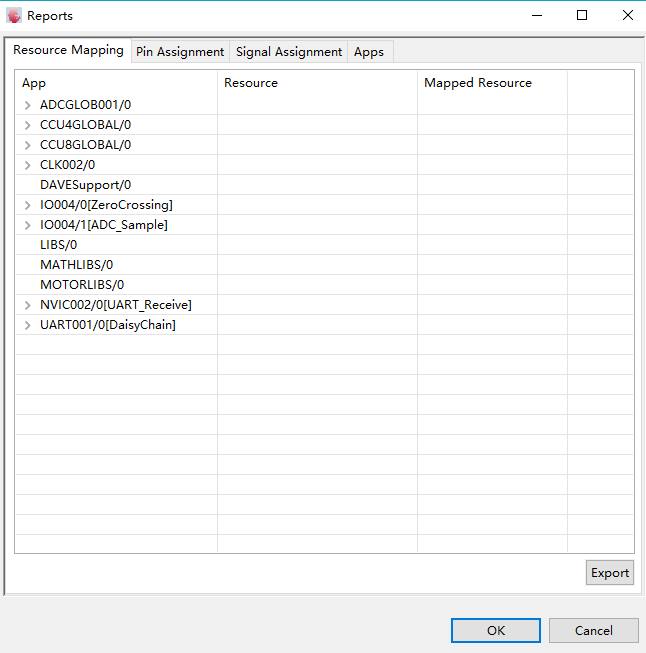 Reports
Resource Mapping Pin Assignment Signal Assignment Apps
App Resource Mapped Resource
ADCGLOB001/0
CCU4GLOBAL/0
CCU8GLOBAL/0
CLK002/0
DAVESupport/0
IO004/0[ZeroCrossing]
IO004/1[ADC_Sample]
LIBS/0
MATHLIBS/0
MOTORLIBS/0
NVIC002/0[UART_Receive]
UART001/0[DaisyChain]
Export
OK Cancel